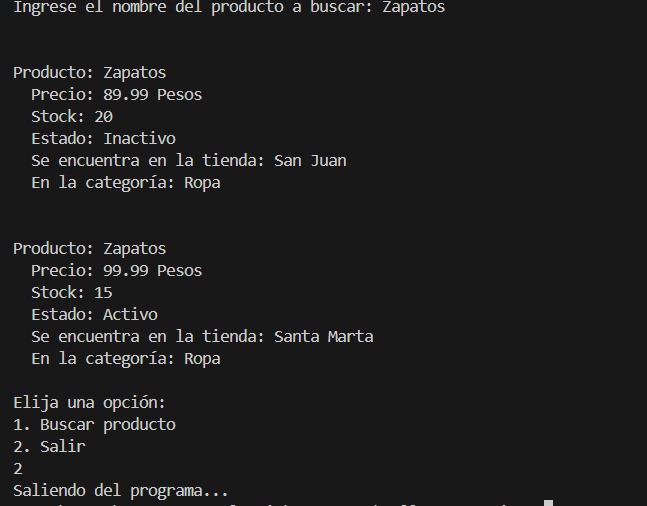 Ingrese el nombre del producto a buscar: Zapatos
Producto: Zapatos
Precio: 89.99 Pesos
Stock: 20
Estado: Inactivo
Se encuentra en la tienda: San Juan
En la categoría: Ropa
Producto: Zapatos
Precio: 99.99 Pesos
Stock: 15
Estado: Activo
Se encuentra en la tienda: Santa Marta
En la categoría: Ropa
Elija una opción:
1. Buscar producto
2. Salir
2
Saliendo del programa...